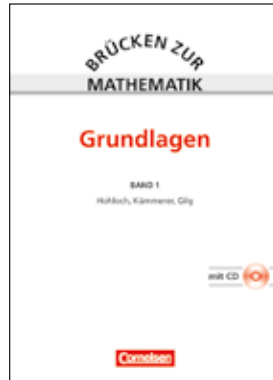 BRÜCKEN ZUR
MATHEMATIK
Grundlagen
BAND 1
Hohloch, Kümmerer, Gilg
mit CD
Cornelsen